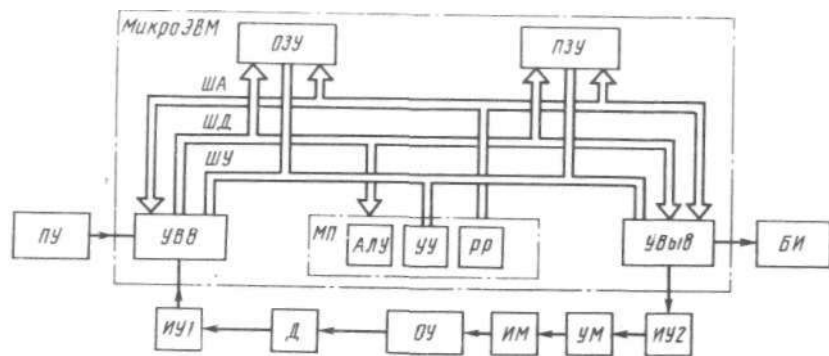 МикроЭВМ
ОЗУ
ПЗУ
ША
ШД
ШУ
ПУ
УВВ
МП
АЛУ
УУ
РР
УВыВ
БИ
ИУ1
Д
ОУ
ИМ
УМ
ИУ2